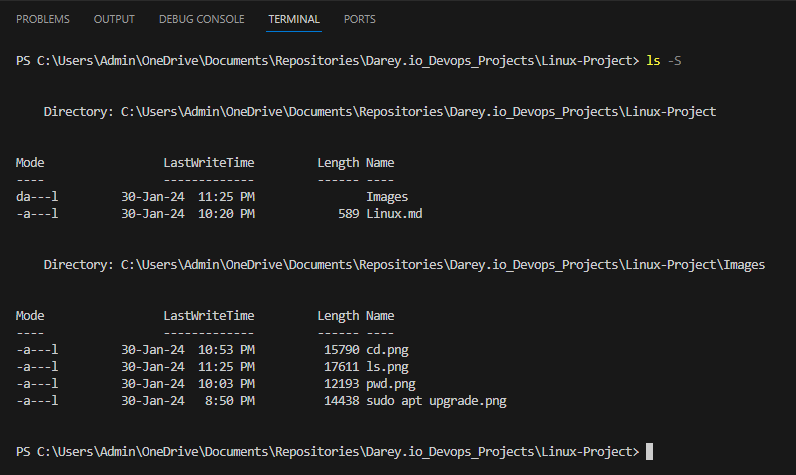 PROBLEMS OUTPUT DEBUG CONSOLE TERMINAL PORTS
PS C:\Users\Admin\OneDrive\Documents\Repositories\Darey.io_Devops_Projects\Linux-Project> ls -S
Directory: C:\Users\Admin\OneDrive\Documents\Repositories\Darey.io_Devops_Projects\Linux-Project
Mode LastWriteTime Length Name
---- ------------- ------ ----
da---l 30-Jan-24 11:25 PM Images
-a---l 30-Jan-24 10:20 PM 589 Linux.md
Directory: C:\Users\Admin\OneDrive\Documents\Repositories\Darey.io_Devops_Projects\Linux-Project\Images
Mode LastWriteTime Length Name
---- ------------- ------ ----
-a---l 30-Jan-24 10:53 PM 15790 cd.png
-a---l 30-Jan-24 11:25 PM 17611 ls.png
-a---l 30-Jan-24 10:03 PM 12193 pwd.png
-a---l 30-Jan-24 8:50 PM 14438 sudo apt upgrade.png
PS C:\Users\Admin\OneDrive\Documents\Repositories\Darey.io_Devops_Projects\Linux-Project>